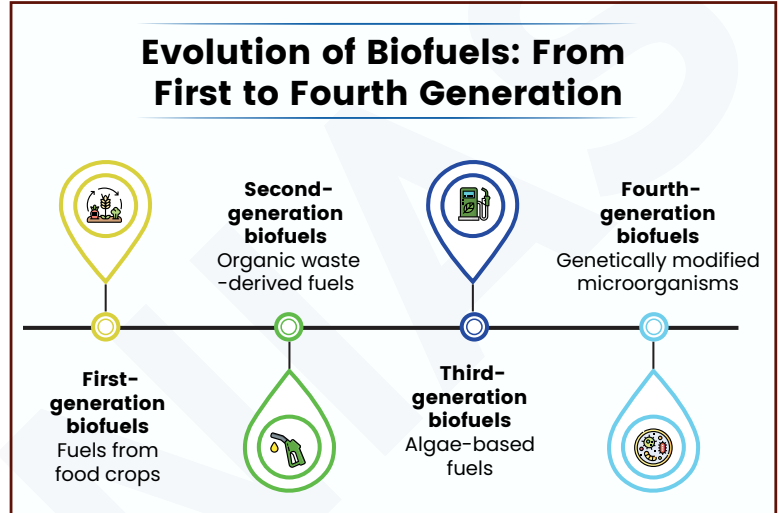 Evolution of Biofuels: From
First to Fourth Generation
First-
generation
biofuels
Fuels from
food crops
Second-
generation
biofuels
Organic waste
-derived fuels
Third-
generation
biofuels
Algae-based
fuels
Fourth-
generation
biofuels
Genetically modified
microorganisms